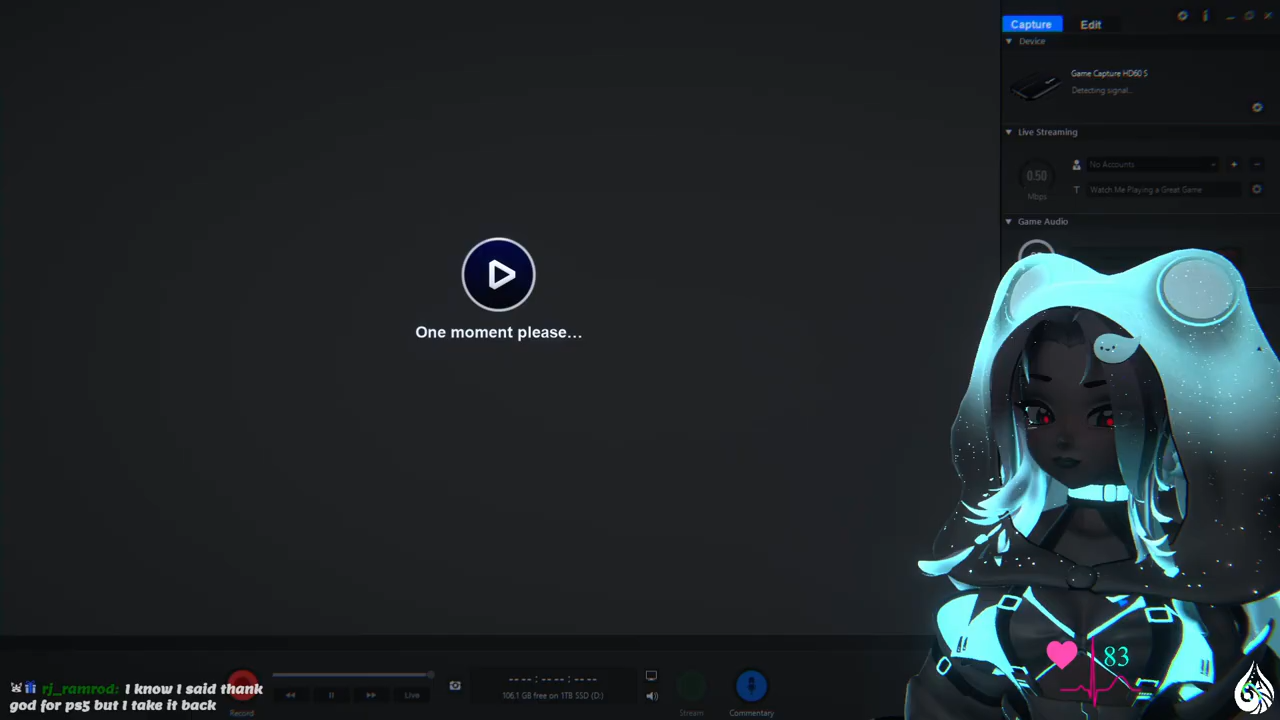 Capture
Edit
Device
Game Capture HD60 S
Detecting signal...
Live Streaming
0.50
Mbps
No Accounts
T
Watch Me Playing a Great Game
Game Audio
One moment please...
-- -- : -- -- : -- --
106.1 GB free on 1TB SSD (D:)
Live
Record
Stream
Commentary
rj_ramrod: I know I said thank
god for ps5 but I take it back
83